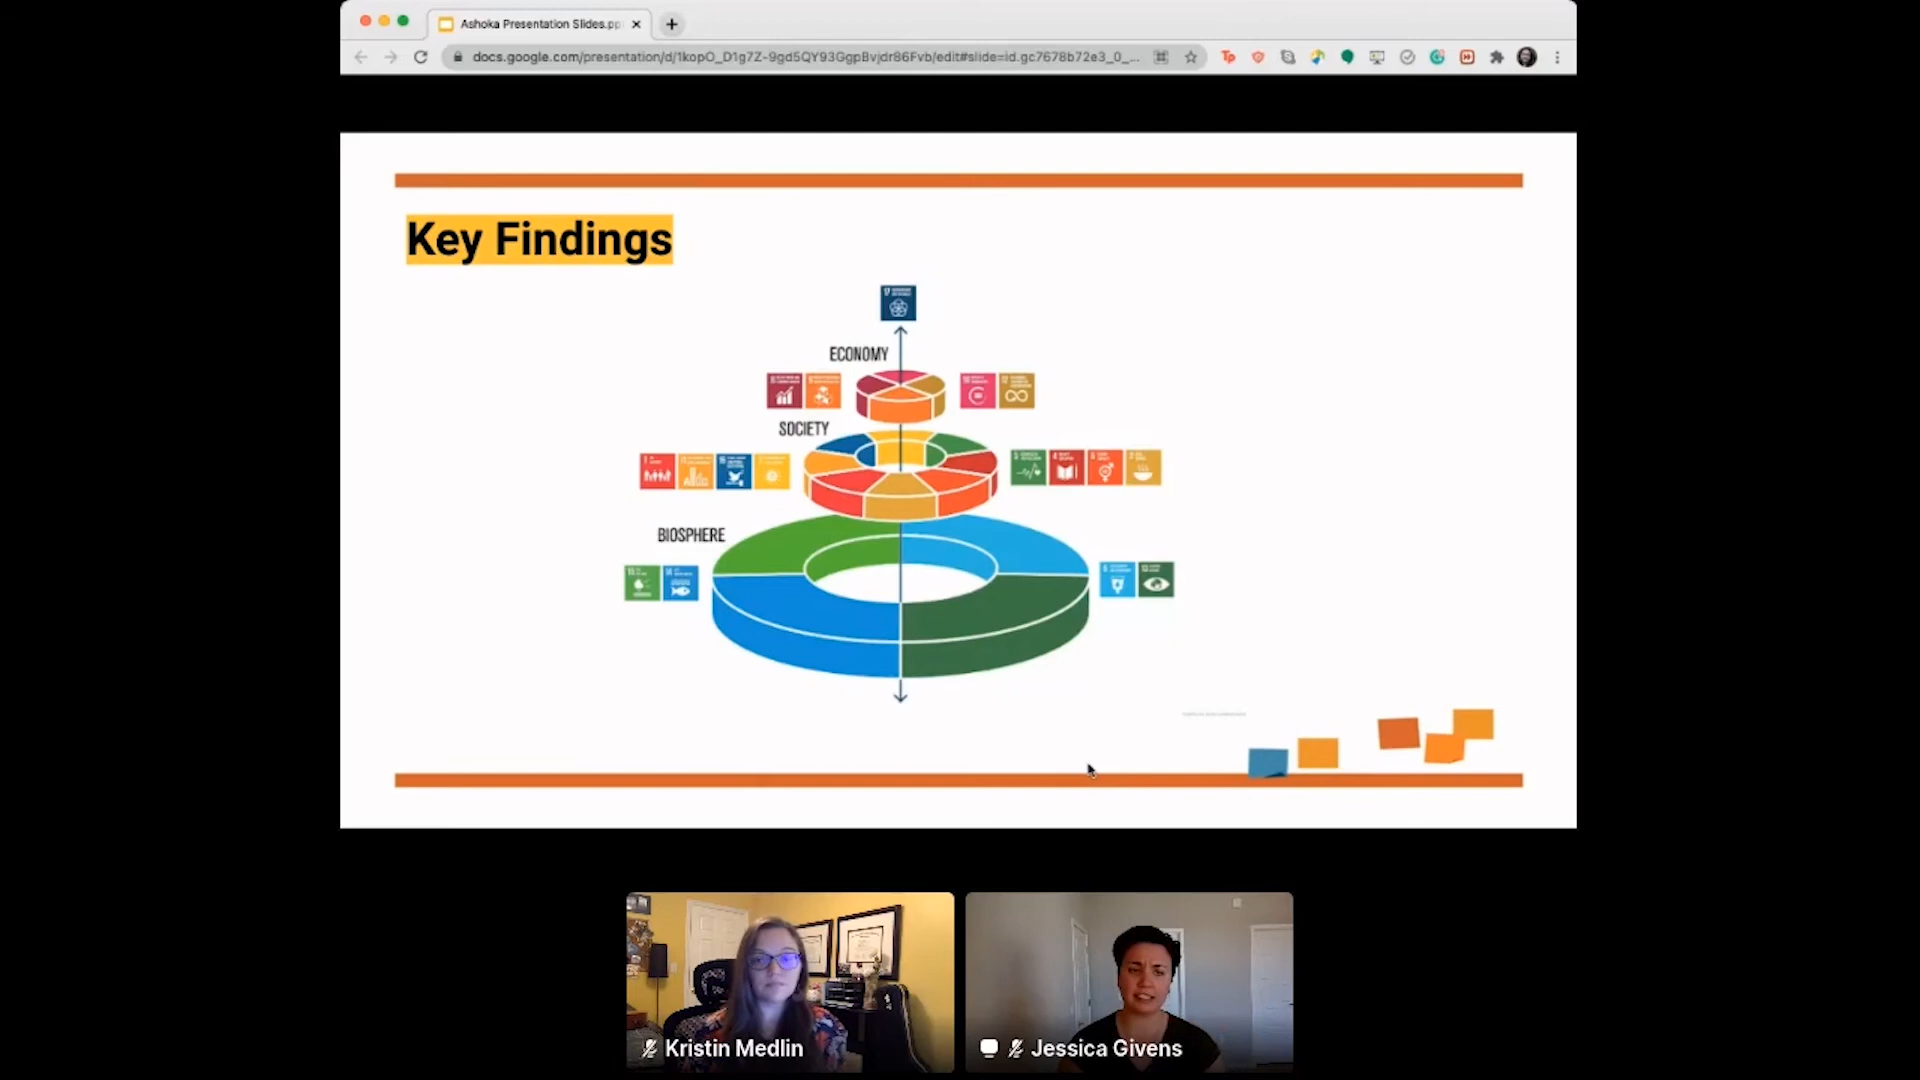 Ashoka Presentation Slides.pp
docs.google.com/presentation/d/1kopO_D1g7Z-9gd5QY93GgpBvjdr86Fvb/edit#slide=id.gc7678b72e3_0_...
Key Findings
17
ECONOMY
SOCIETY
BIOSPHERE
Kristin Medlin
Jessica Givens